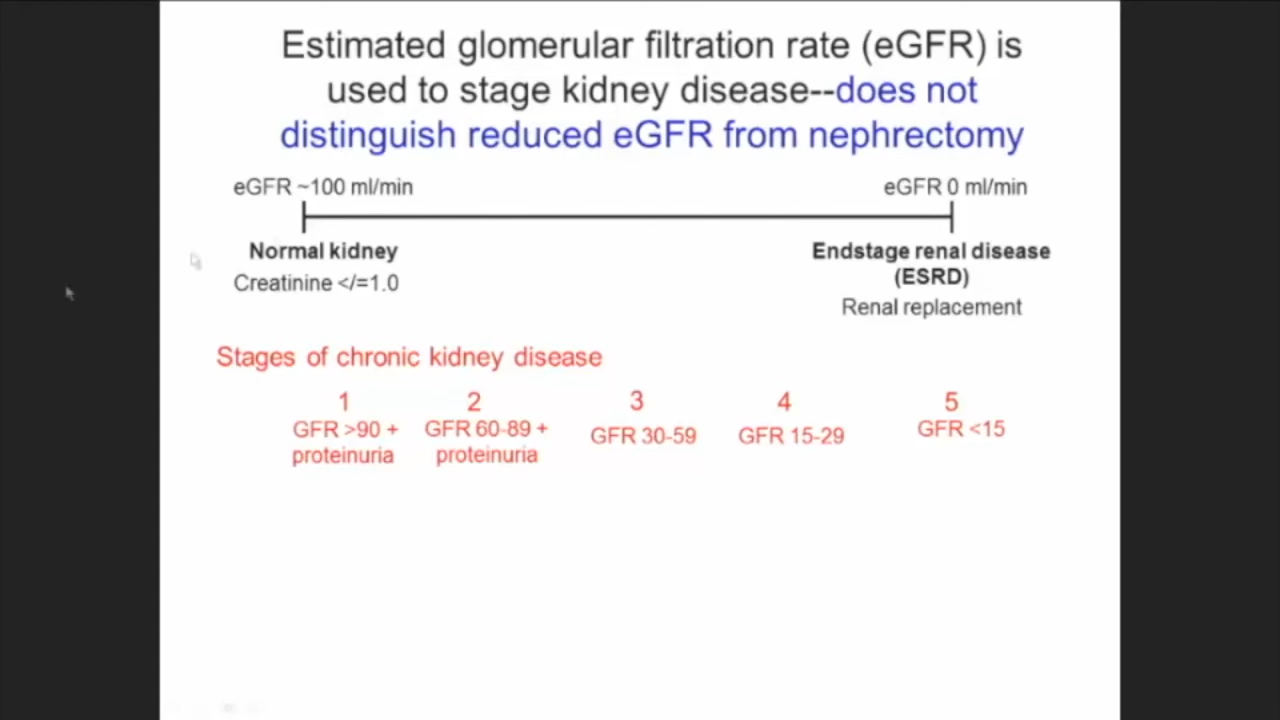 Estimated glomerular filtration rate (eGFR) is
used to stage kidney disease--does not
distinguish reduced eGFR from nephrectomy
eGFR ~100 ml/min
eGFR 0 ml/min
Normal kidney
Creatinine </=1.0
Endstage renal disease
(ESRD)
Renal replacement
Stages of chronic kidney disease
1
GFR >90 +
proteinuria
2
GFR 60-89 +
proteinuria
3
GFR 30-59
4
GFR 15-29
5
GFR <15